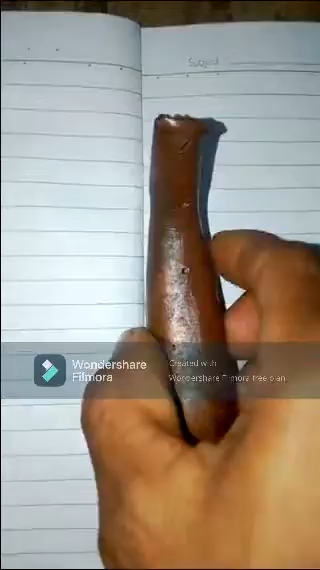 Subject
Wondershare
Filmora
Created with
Wondershare Filmora free plan